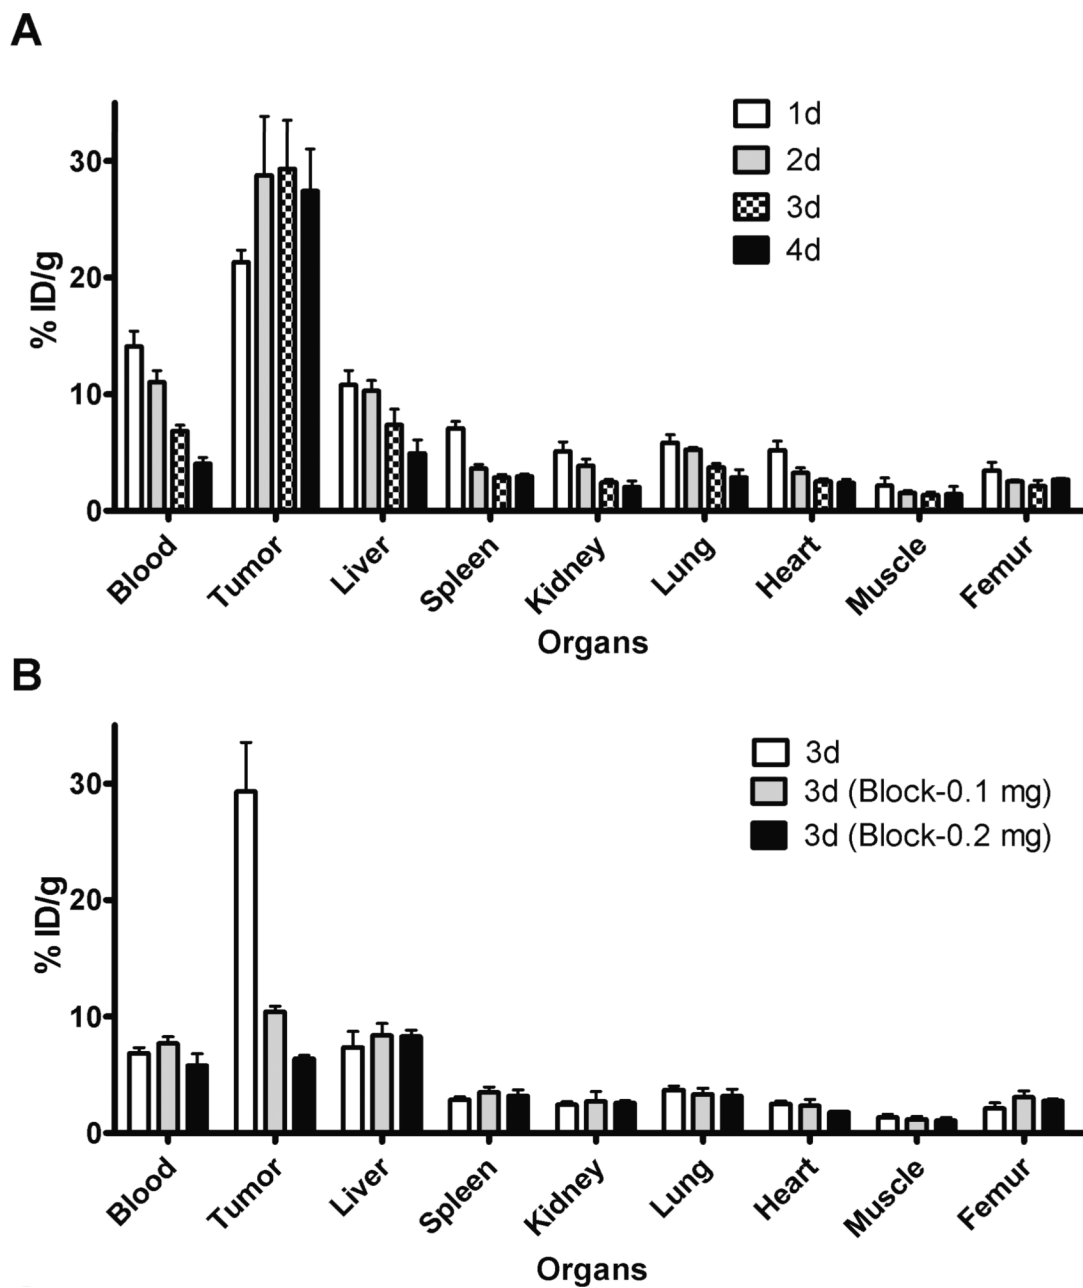 A
% ID/g
30
20
10
0
1d
2d
3d
4d
Blood
Tumor
Liver
Spleen
Kidney
Lung
Heart
Muscle
Femur
Organs
B
% ID/g
30
20
10
0
3d
3d (Block-0.1 mg)
3d (Block-0.2 mg)
Blood
Tumor
Liver
Spleen
Kidney
Lung
Heart
Muscle
Femur
Organs